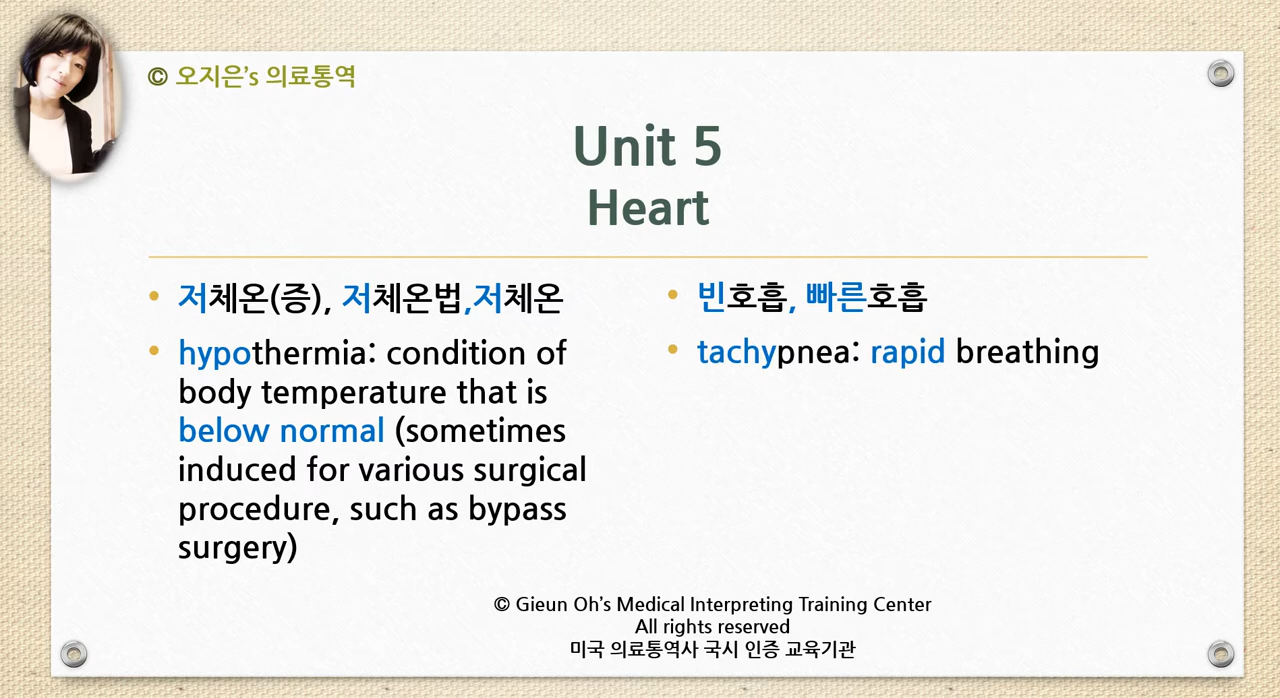 © 오지은's 의료통역
Unit 5
Heart
• 저체온(증), 저체온법,저체온
• hypothermia: condition of
body temperature that is
below normal (sometimes
induced for various surgical
procedure, such as bypass
surgery)
• 빈호흡, 빠른호흡
• tachypnea: rapid breathing
© Gieun Oh's Medical Interpreting Training Center
All rights reserved
미국 의료통역사 국시 인증 교육기관